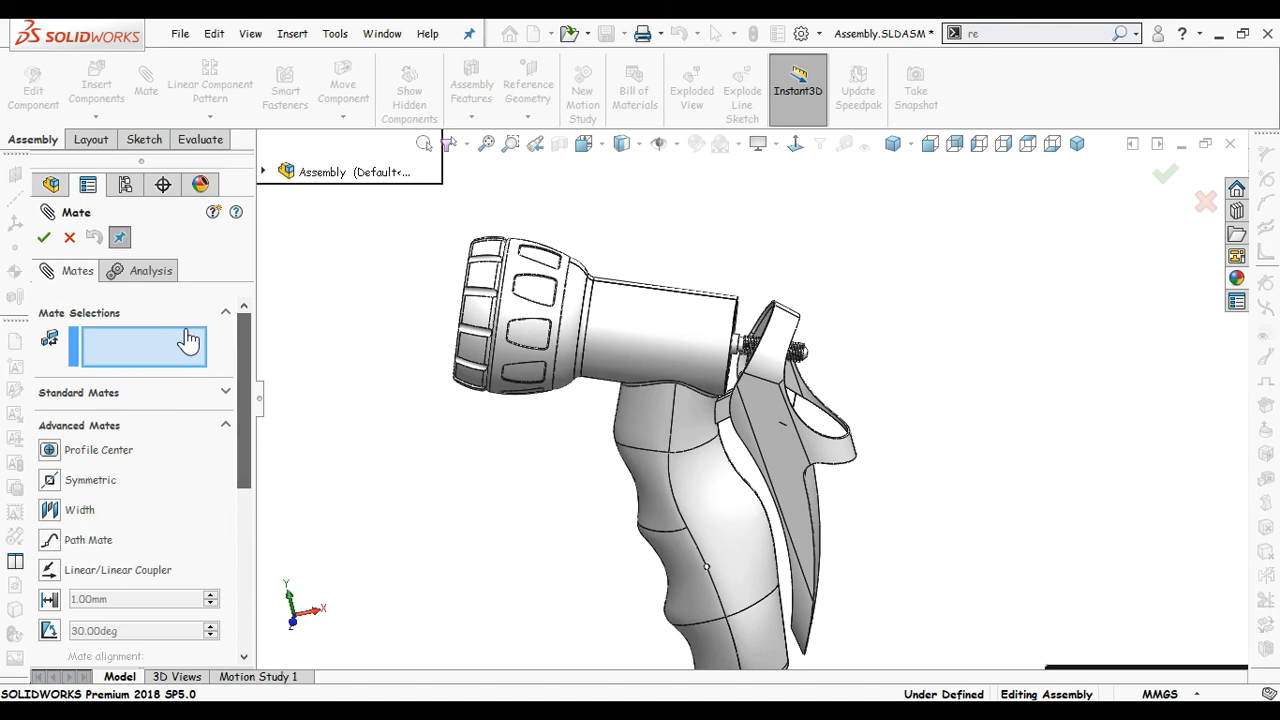 SOLIDWORKS File Edit View Insert Tools Window Help Assembly.SLDASM * re ?
Edit Component
Insert Components
Mate
Linear Component Pattern
Smart Fasteners
Move Component
Show Hidden Components
Assembly Features
Reference Geometry
New Motion Study
Bill of Materials
Exploded View
Explode Line Sketch
Instant3D
Update Speedpak
Take Snapshot
Assembly Layout Sketch Evaluate
Assembly (Default<...
Mate
Mates Analysis
Mate Selections
Standard Mates
Advanced Mates
Profile Center
Symmetric
Width
Path Mate
Linear/Linear Coupler
1.00mm
30.00deg
Mate alignment:
Y
X
Z
Model 3D Views Motion Study 1
SOLIDWORKS Premium 2018 SP5.0 Under Defined Editing Assembly MMGS